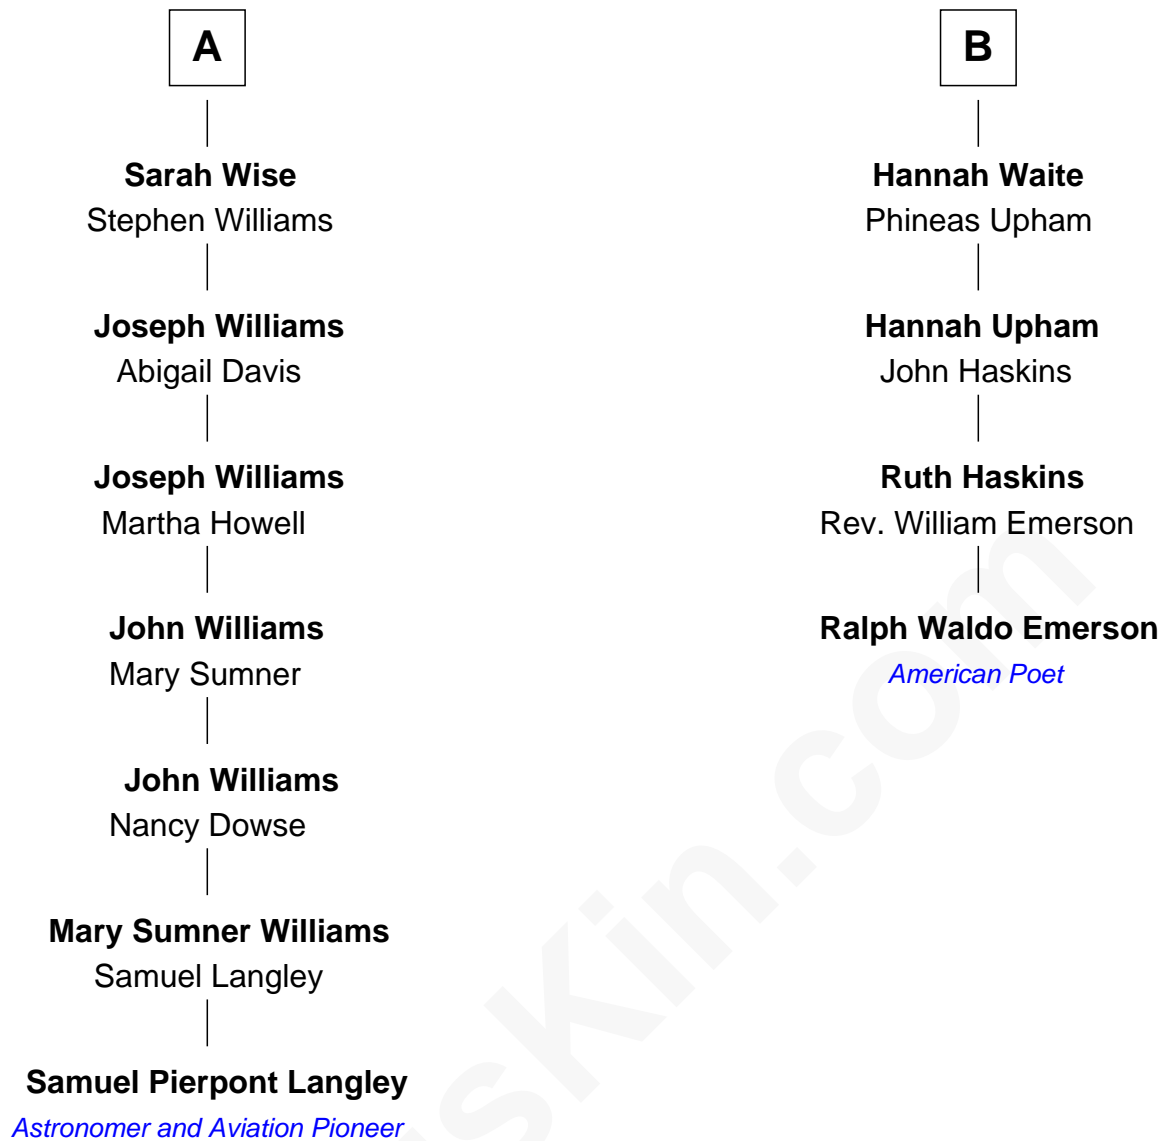 A
Sarah Wise
Stephen Williams
Joseph Williams
Abigail Davis
Joseph Williams
Martha Howell
John Williams
Mary Sumner
John Williams
Nancy Dowse
Mary Sumner Williams
Samuel Langley
Samuel Pierpont Langley
Astronomer and Aviation Pioneer
B
Hannah Waite
Phineas Upham
Hannah Upham
John Haskins
Ruth Haskins
Rev. William Emerson
Ralph Waldo Emerson
American Poet